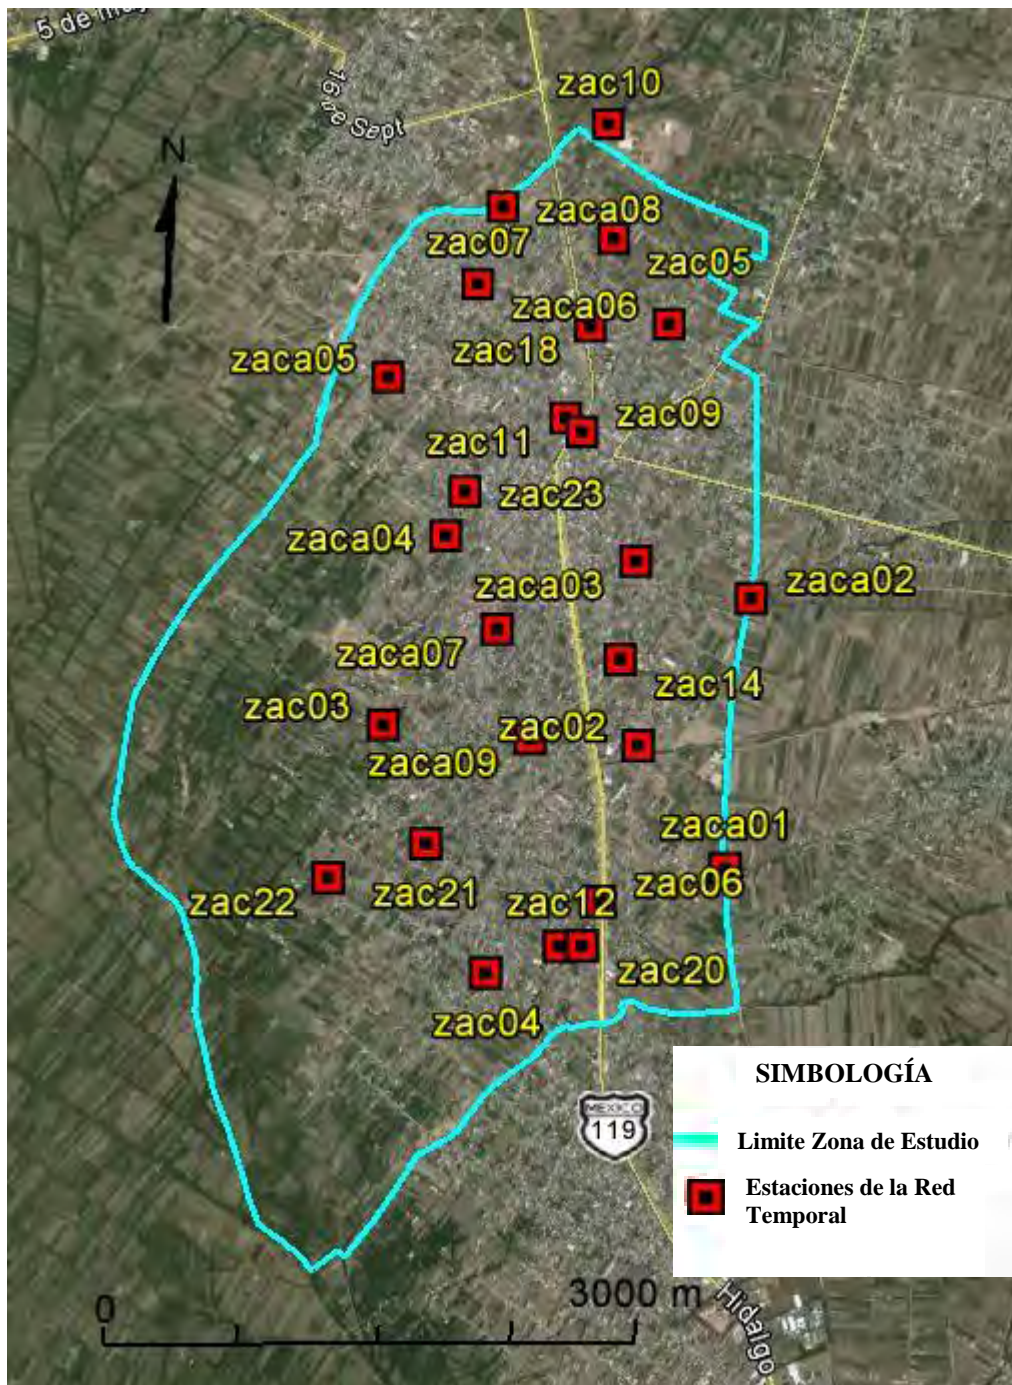 5 de may
16 de Sept
zac10
N
zaca08
zac07
zac05
zaca06
zac18
zaca05
zac09
zac11
zac23
zaca04
zaca03
zaca02
zaca07
zac14
zac03
zac02
zaca09
zaca01
zac06
zac21
zac22
zac12
zac20
zac04
SIMBOLOGÍA
MEXICO
119
Limite Zona de Estudio
Estaciones de la Red
Temporal
0
3000 m
Hidalgo